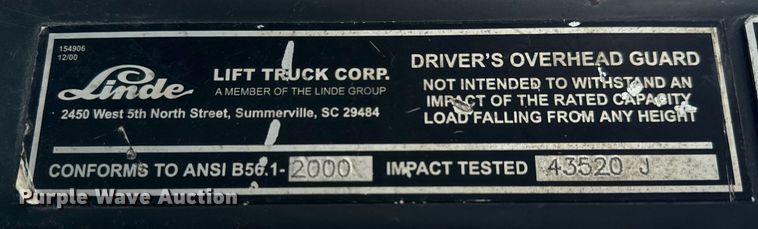 154906
12/00
Linde
LIFT TRUCK CORP.
A MEMBER OF THE LINDE GROUP
2450 West 5th North Street, Summerville, SC 29484
DRIVER'S OVERHEAD GUARD
NOT INTENDED TO WITHSTAND AN
IMPACT OF THE RATED CAPACITY
LOAD FALLING FROM ANY HEIGHT
CONFORMS TO ANSI B56.1-2000 IMPACT TESTED 43520 J
Purple Wave Auction